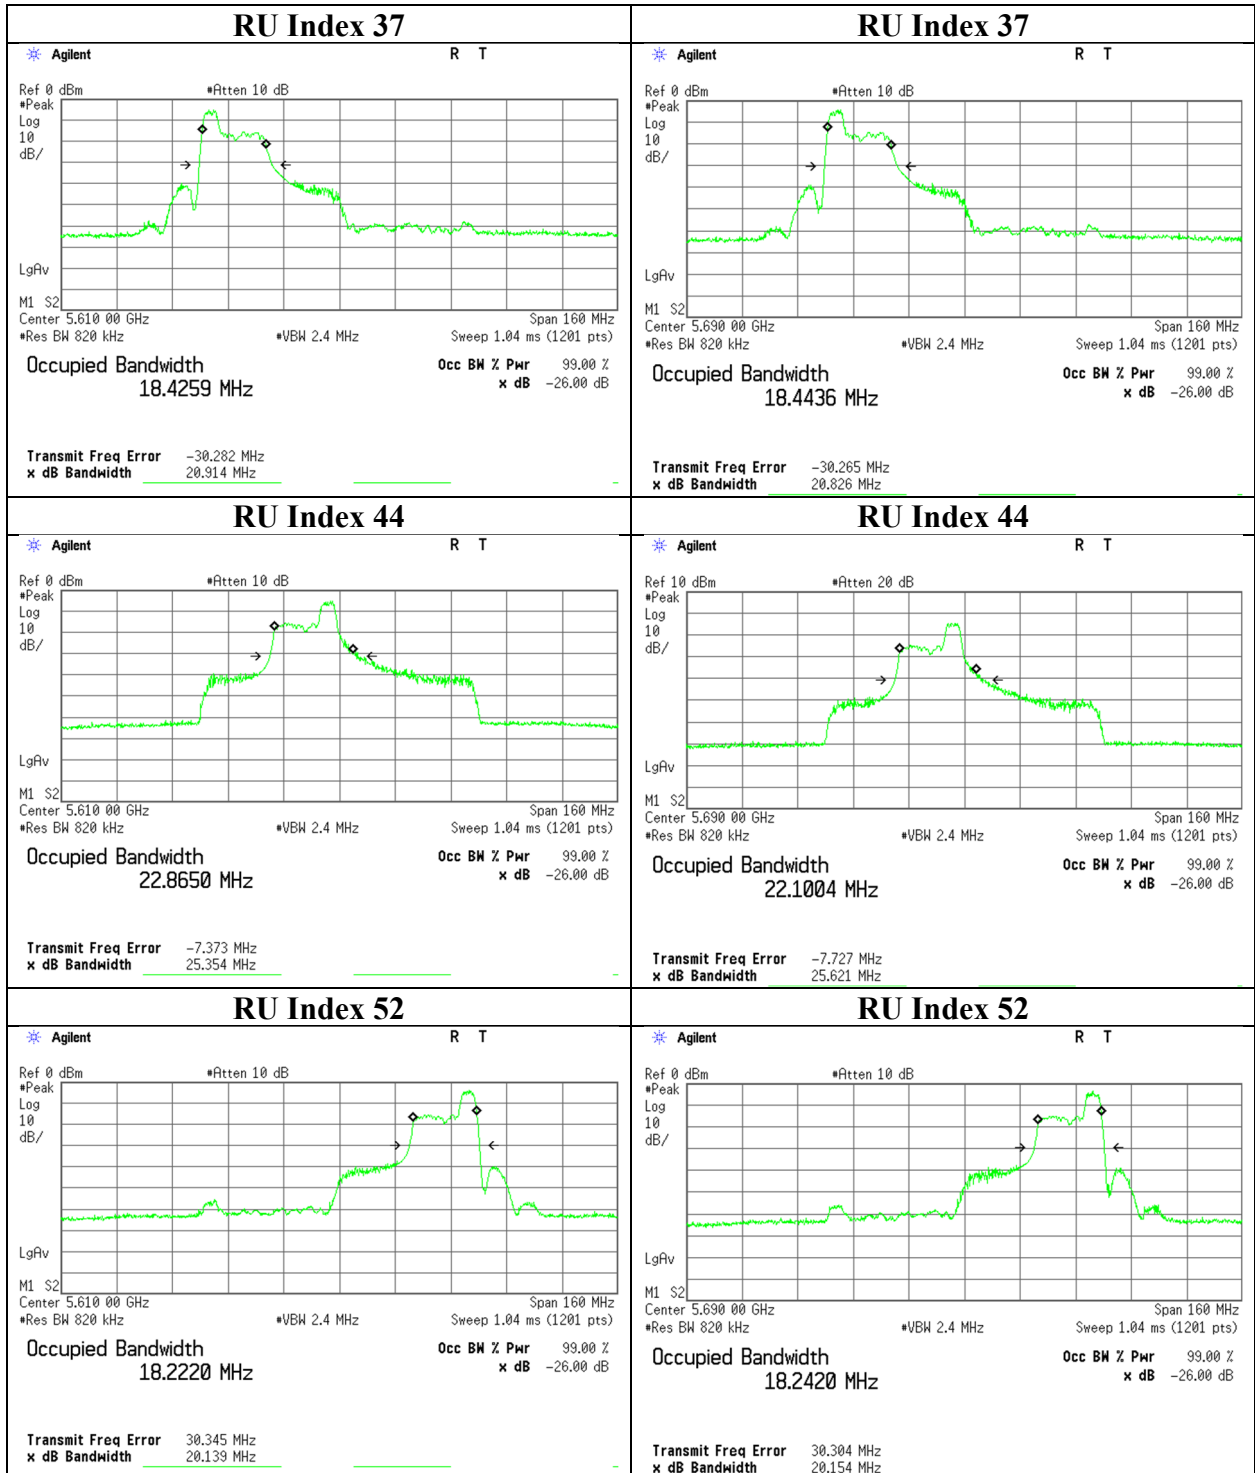 RU Index 37
Agilent R T
Ref 0 dBm #Atten 10 dB
#Peak
Log
10
dB/
LgAv
M1 S2
Center 5.610 00 GHz Span 160 MHz
#Res BW 820 kHz #VBW 2.4 MHz Sweep 1.04 ms (1201 pts)
Occupied Bandwidth Occ BW % Pwr 99.00 %
18.4259 MHz x dB -26.00 dB
Transmit Freq Error -30.282 MHz
x dB Bandwidth 20.914 MHz
RU Index 37
Agilent R T
Ref 0 dBm #Atten 10 dB
#Peak
Log
10
dB/
LgAv
M1 S2
Center 5.690 00 GHz Span 160 MHz
#Res BW 820 kHz #VBW 2.4 MHz Sweep 1.04 ms (1201 pts)
Occupied Bandwidth Occ BW % Pwr 99.00 %
18.4436 MHz x dB -26.00 dB
Transmit Freq Error -30.265 MHz
x dB Bandwidth 20.826 MHz
RU Index 44
Agilent R T
Ref 0 dBm #Atten 10 dB
#Peak
Log
10
dB/
LgAv
M1 S2
Center 5.610 00 GHz Span 160 MHz
#Res BW 820 kHz #VBW 2.4 MHz Sweep 1.04 ms (1201 pts)
Occupied Bandwidth Occ BW % Pwr 99.00 %
22.8650 MHz x dB -26.00 dB
Transmit Freq Error -7.373 MHz
x dB Bandwidth 25.354 MHz
RU Index 44
Agilent R T
Ref 10 dBm #Atten 20 dB
#Peak
Log
10
dB/
LgAv
M1 S2
Center 5.690 00 GHz Span 160 MHz
#Res BW 820 kHz #VBW 2.4 MHz Sweep 1.04 ms (1201 pts)
Occupied Bandwidth Occ BW % Pwr 99.00 %
22.1004 MHz x dB -26.00 dB
Transmit Freq Error -7.727 MHz
x dB Bandwidth 25.621 MHz
RU Index 52
Agilent R T
Ref 0 dBm #Atten 10 dB
#Peak
Log
10
dB/
LgAv
M1 S2
Center 5.610 00 GHz Span 160 MHz
#Res BW 820 kHz #VBW 2.4 MHz Sweep 1.04 ms (1201 pts)
Occupied Bandwidth Occ BW % Pwr 99.00 %
18.2220 MHz x dB -26.00 dB
Transmit Freq Error 30.345 MHz
x dB Bandwidth 20.139 MHz
RU Index 52
Agilent R T
Ref 0 dBm #Atten 10 dB
#Peak
Log
10
dB/
LgAv
M1 S2
Center 5.690 00 GHz Span 160 MHz
#Res BW 820 kHz #VBW 2.4 MHz Sweep 1.04 ms (1201 pts)
Occupied Bandwidth Occ BW % Pwr 99.00 %
18.2420 MHz x dB -26.00 dB
Transmit Freq Error 30.304 MHz
x dB Bandwidth 20.154 MHz